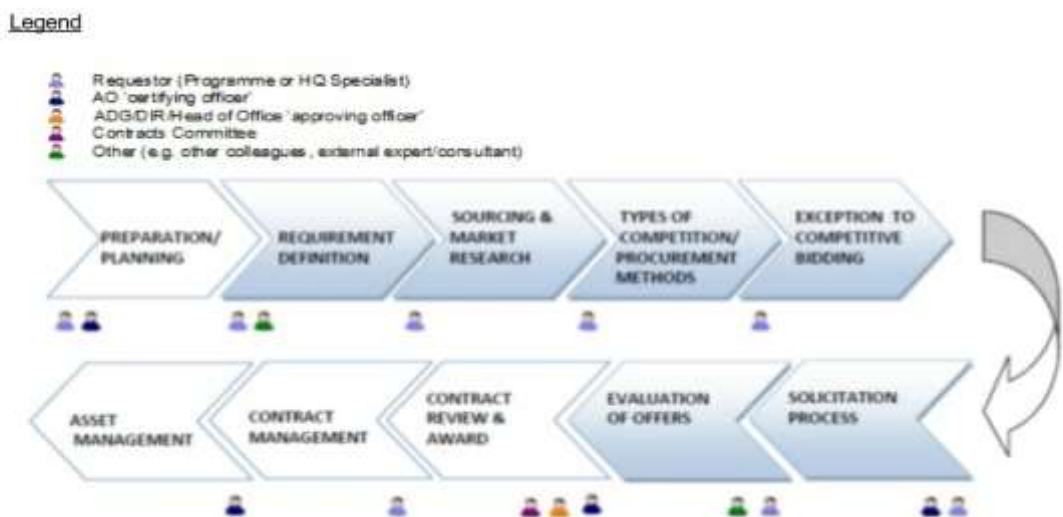 Legend
Requestor (Programme or HQ Specialist)
AO 'certifying officer'
ADG/DIR/Head of Office 'approving officer'
Contracts Committee
Other (e.g. other colleagues, external expert/consultant)
PREPARATION/
PLANNING
REQUIREMENT
DEFINITION
SOURCING &
MARKET
RESEARCH
TYPES OF
COMPETITION/
PROCUREMENT
METHODS
EXCEPTION TO
COMPETITIVE
BIDDING
ASSET
MANAGEMENT
CONTRACT
MANAGEMENT
CONTRACT
REVIEW &
AWARD
EVALUATION
OF OFFERS
SOLICITATION
PROCESS